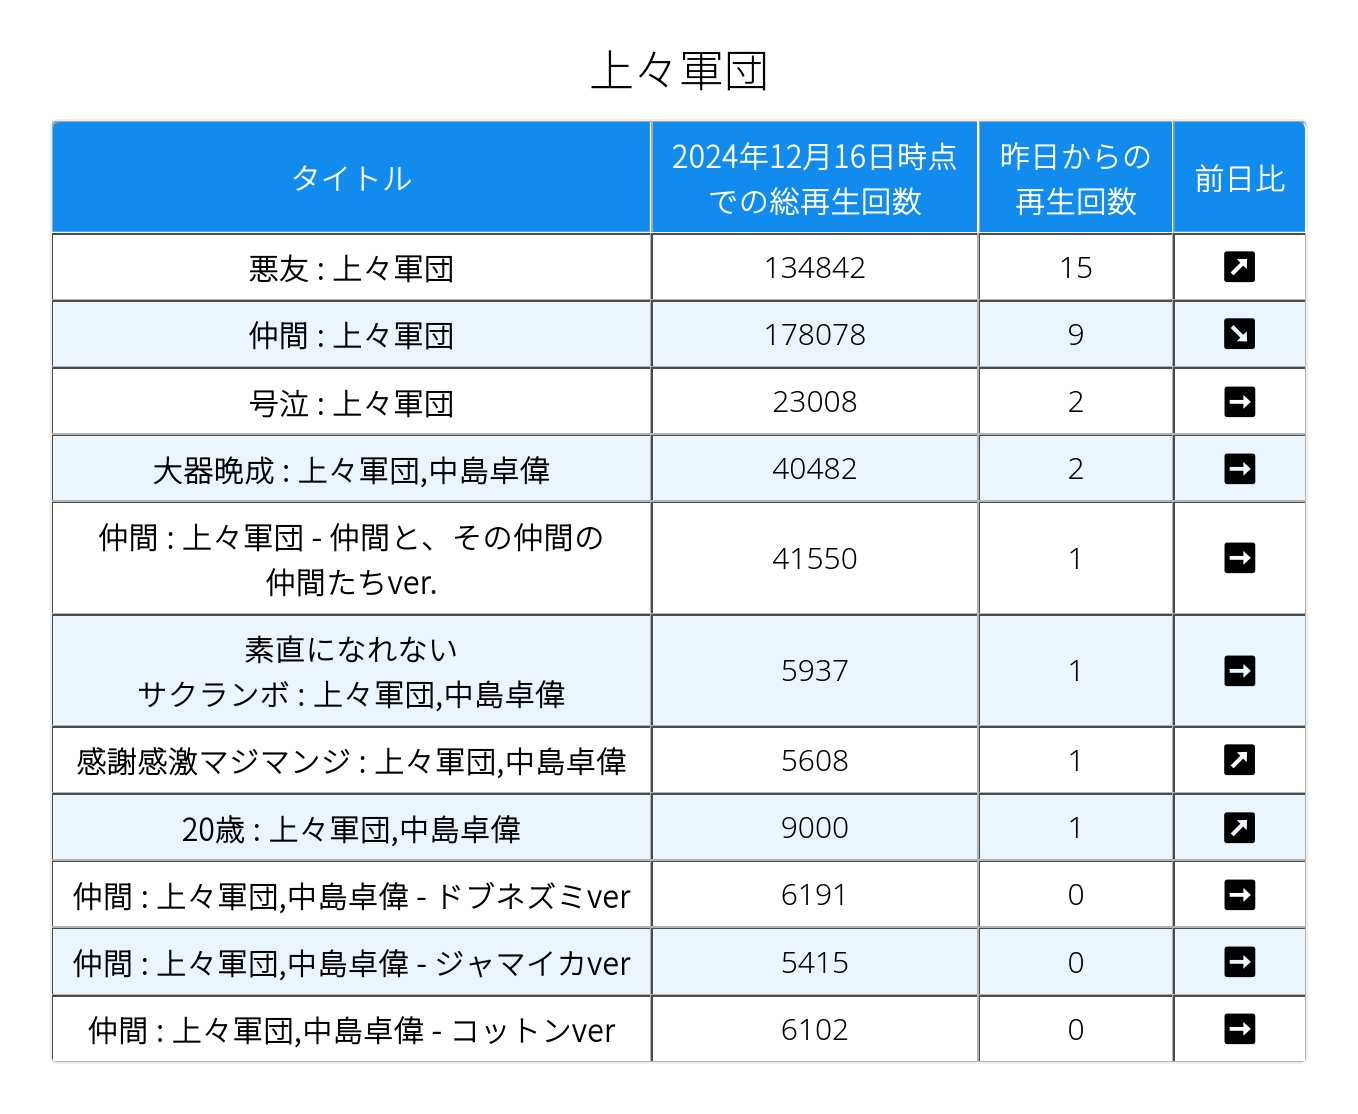 上々軍団
タイトル
2024年12月16日時点
での総再生回数
昨日からの
再生回数
前日比
悪友 : 上々軍団
134842
15
仲間 : 上々軍団
178078
9
号泣 : 上々軍団
23008
2
大器晩成 : 上々軍団,中島卓偉
40482
2
仲間 : 上々軍団 - 仲間と、その仲間の
仲間たちver.
41550
1
素直になれない
サクランボ : 上々軍団,中島卓偉
5937
1
感謝感激マジマンジ : 上々軍団,中島卓偉
5608
1
20歳 : 上々軍団,中島卓偉
9000
1
仲間 : 上々軍団,中島卓偉 - ドブネズミver
6191
0
仲間 : 上々軍団,中島卓偉 - ジャマイカver
5415
0
仲間 : 上々軍団,中島卓偉 - コットンver
6102
0